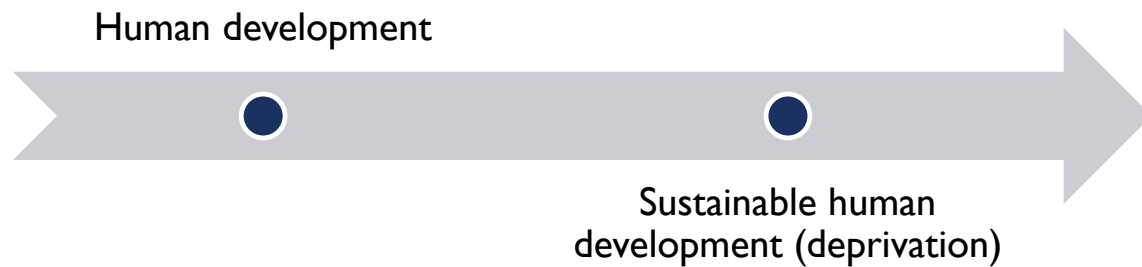 Human development
Sustainable human
development (deprivation)